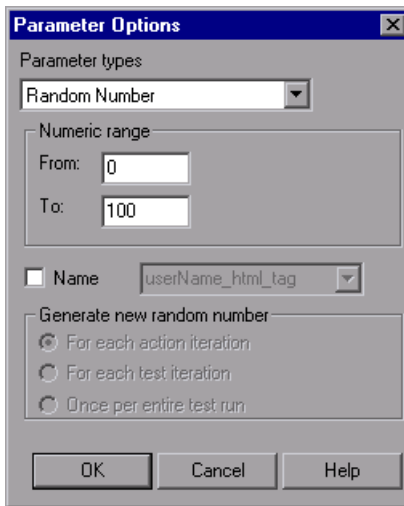 Parameter Options
Parameter types
Random Number
Numeric range
From: 0
To: 100
Name userName_html_tag
Generate new random number
For each action iteration
For each test iteration
Once per entire test run
OK Cancel Help